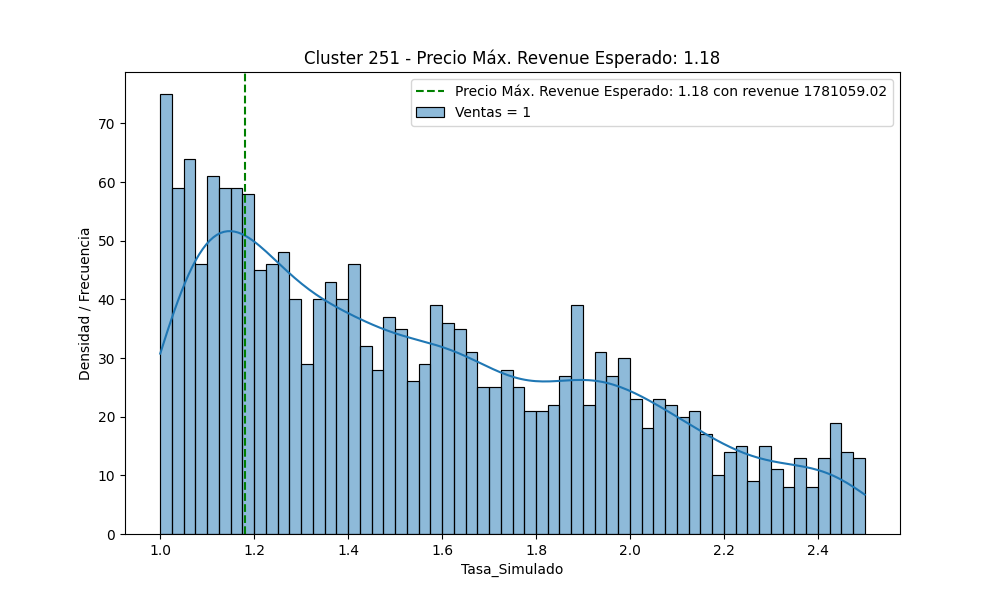 Cluster 251 - Precio Máx. Revenue Esperado: 1.18
Precio Máx. Revenue Esperado: 1.18 con revenue 1781059.02
Ventas = 1
Densidad / Frecuencia
70
60
50
40
30
20
10
0
1.0 1.2 1.4 1.6 1.8 2.0 2.2 2.4
Tasa_Simulado